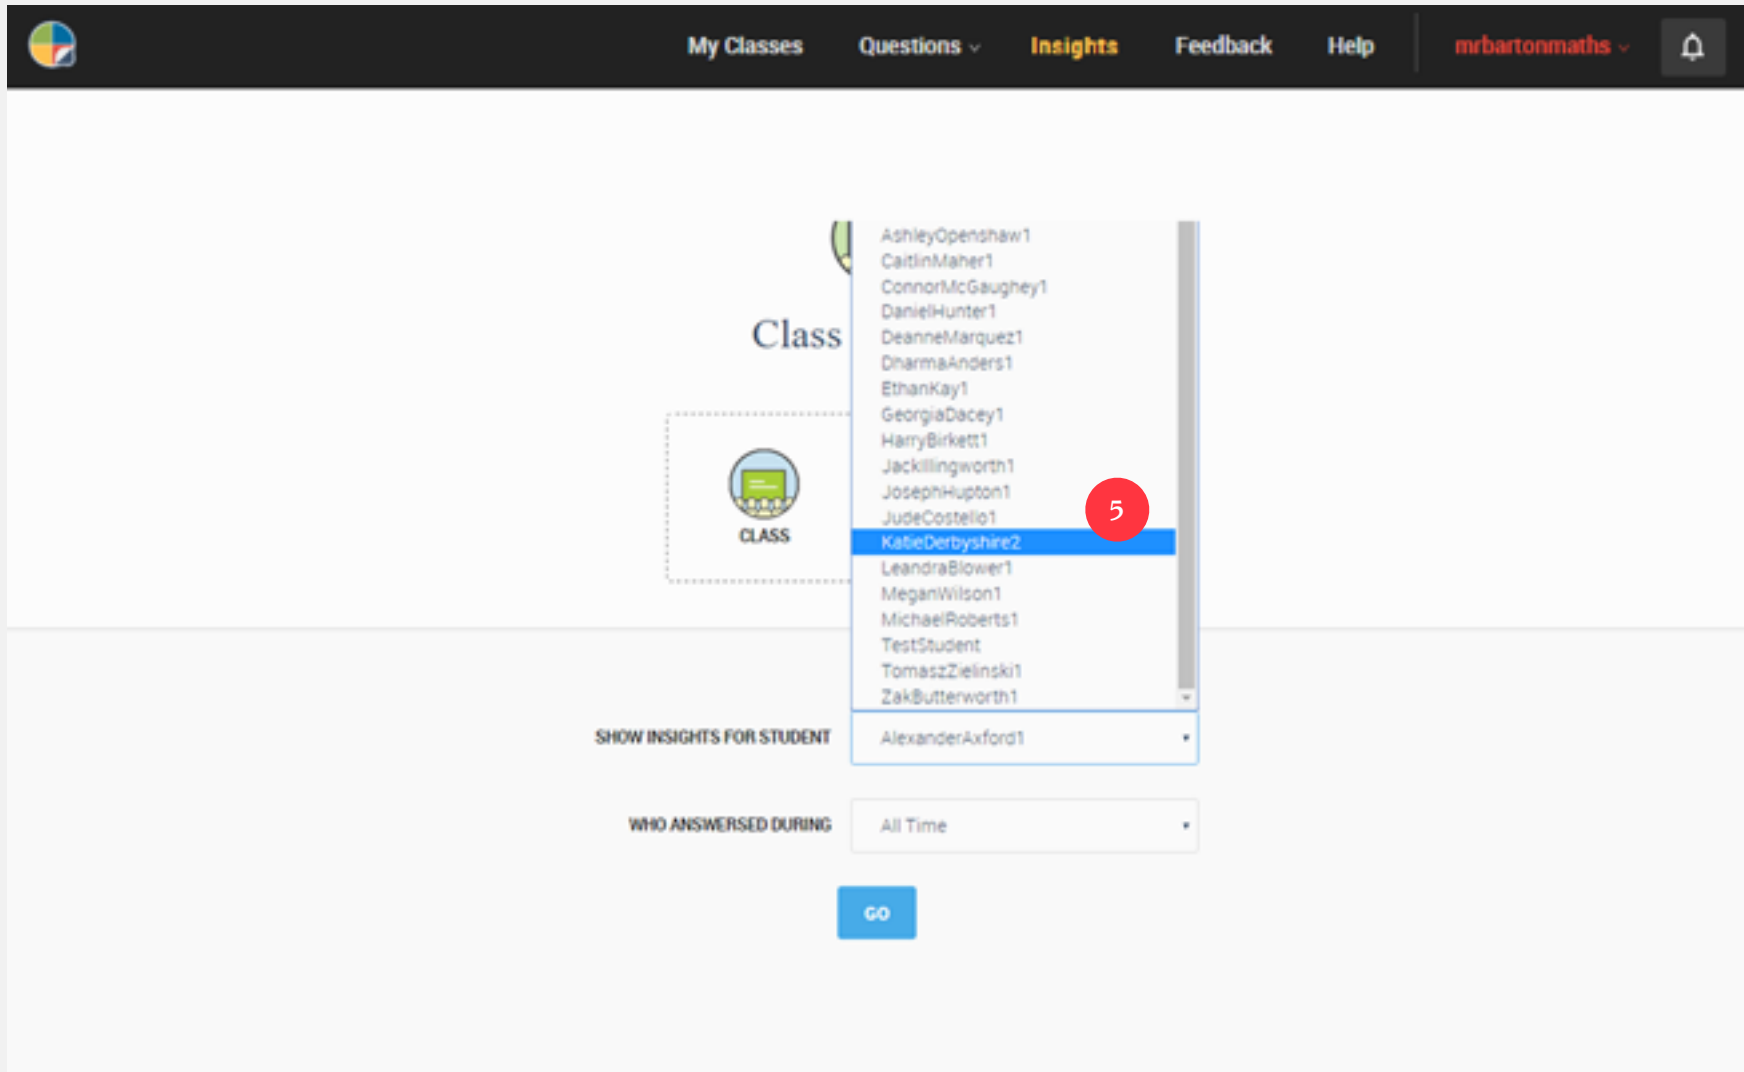 My Classes Questions Insights Feedback Help mrbartonmaths
AshleyOpenshaw1
CaitlinMaher1
ConnorMcGaughey1
DanielHunter1
Class
DeanneMarquez1
DharmaAnders1
EthanKay1
GeorgiaDacey1
HarryBirkett1
JackIllingworth1
JosephHupton1
5
JudeCostello1
CLASS
KatieDerbyshire2
LeandraBlower1
MeganWilson1
MichaelRoberts1
TestStudent
TomaszZielinski1
ZakButterworth1
SHOW INSIGHTS FOR STUDENT AlexanderAxford1
WHO ANSWERSED DURING All Time
GO